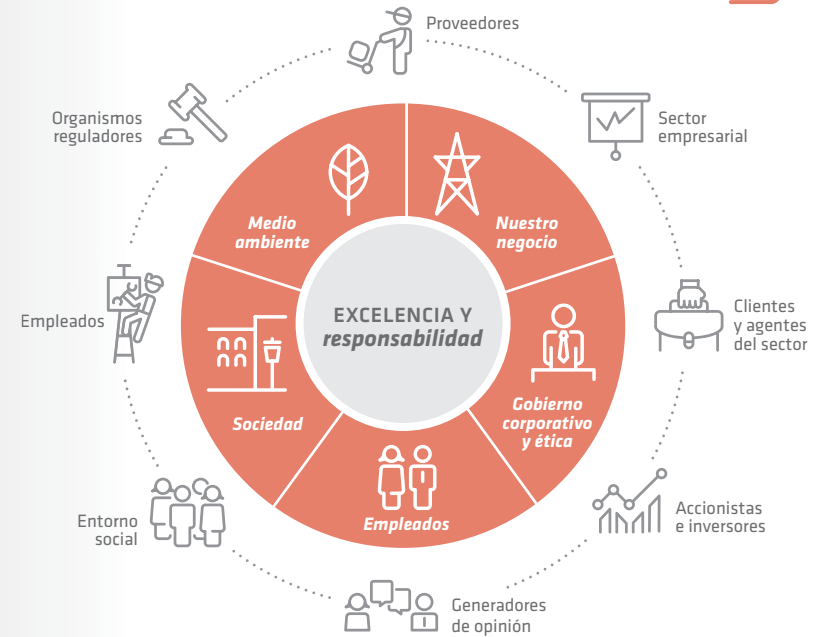 Proveedores
Organismos
reguladores
Sector
empresarial
Medio
ambiente
Nuestro
negocio
EXCELENCIA Y
responsabilidad
Empleados
Clientes
y agentes
del sector
Sociedad
Gobierno
corporativo
y ética
Empleados
Entorno
social
Accionistas
e inversores
Generadores
de opinión